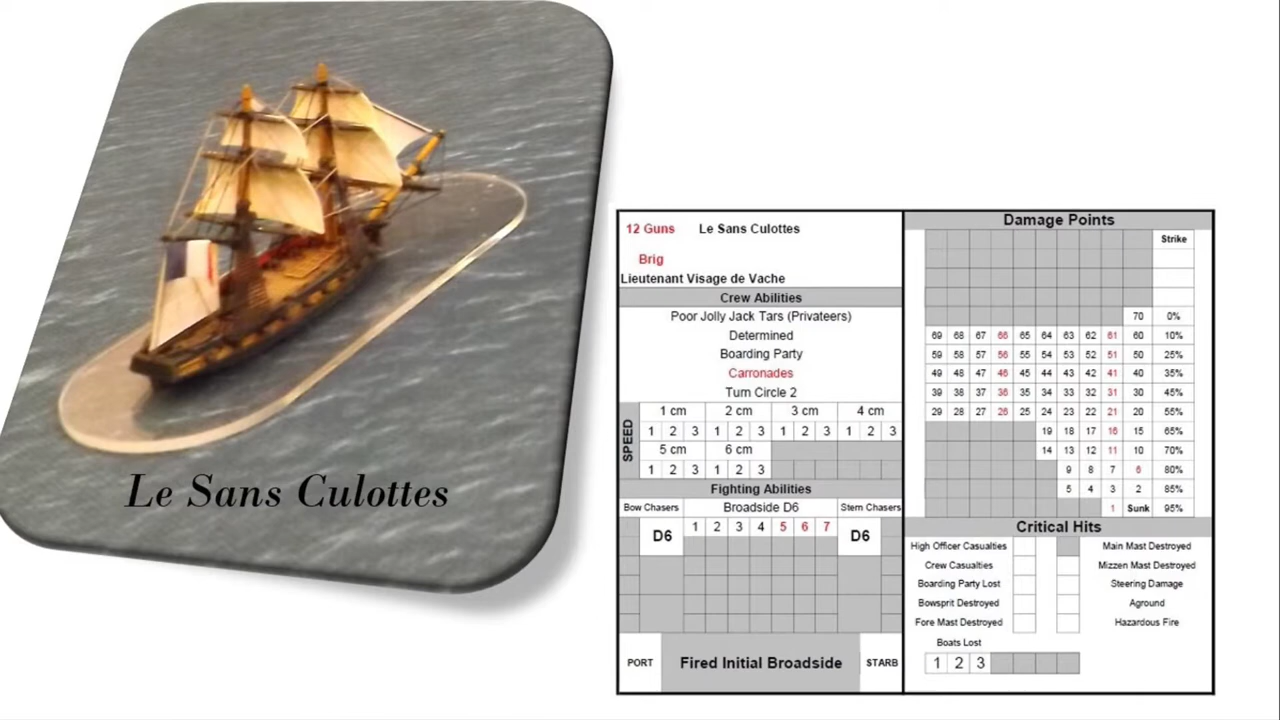 Le Sans Culottes
12 Guns Le Sans Culottes
Brig
Lieutenant Visage de Vache
Crew Abilities
Poor Jolly Jack Tars (Privateers)
Determined
Boarding Party
Carronades
Turn Circle 2
SPEED
1 cm 2 cm 3 cm 4 cm
1 2 3 1 2 3 1 2 3 1 2 3
5 cm 6 cm
1 2 3 1 2 3
Fighting Abilities
Bow Chasers Broadside D6 Stern Chasers
D6 1 2 3 4 5 6 7 D6
PORT Fired Initial Broadside STARB
Damage Points
Strike
70 0%
69 68 67 66 65 64 63 62 61 60 10%
59 58 57 56 55 54 53 52 51 50 25%
49 48 47 46 45 44 43 42 41 40 35%
39 38 37 36 35 34 33 32 31 30 45%
29 28 27 26 25 24 23 22 21 20 55%
19 18 17 16 15 65%
14 13 12 11 10 70%
9 8 7 6 80%
5 4 3 2 85%
1 Sunk 95%
Critical Hits
High Officer Casualties Main Mast Destroyed
Crew Casualties Mizzen Mast Destroyed
Boarding Party Lost Steering Damage
Bowsprit Destroyed Aground
Fore Mast Destroyed Hazardous Fire
Boats Lost
1 2 3